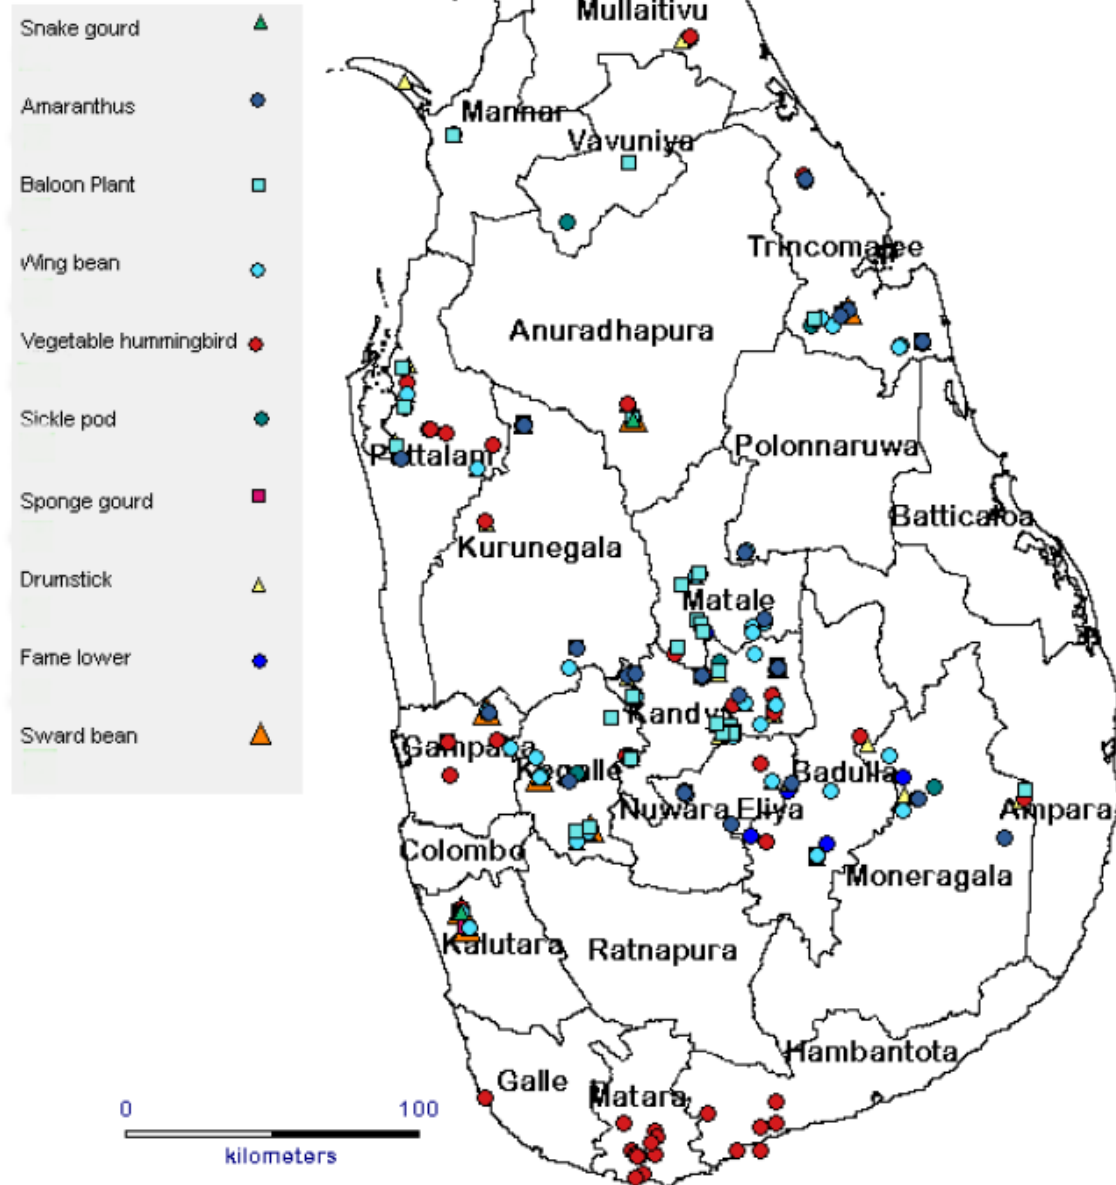 Snake gourd
Amaranthus
Baloon Plant
Wing bean
Vegetable hummingbird
Sickle pod
Sponge gourd
Drumstick
Fame lower
Sward bean
Mullaitivu
Mannar
Vavuniya
Trincomalee
Anuradhapura
Polonnaruwa
Puttalam
Batticaloa
Kurunegala
Matale
Kandy
Gampaha
Kegalle
Badulla
Nuwara Eliya
Ampara
Colombo
Moneragala
Kalutara
Ratnapura
Hambantota
Galle
Matara
0 100
kilometers